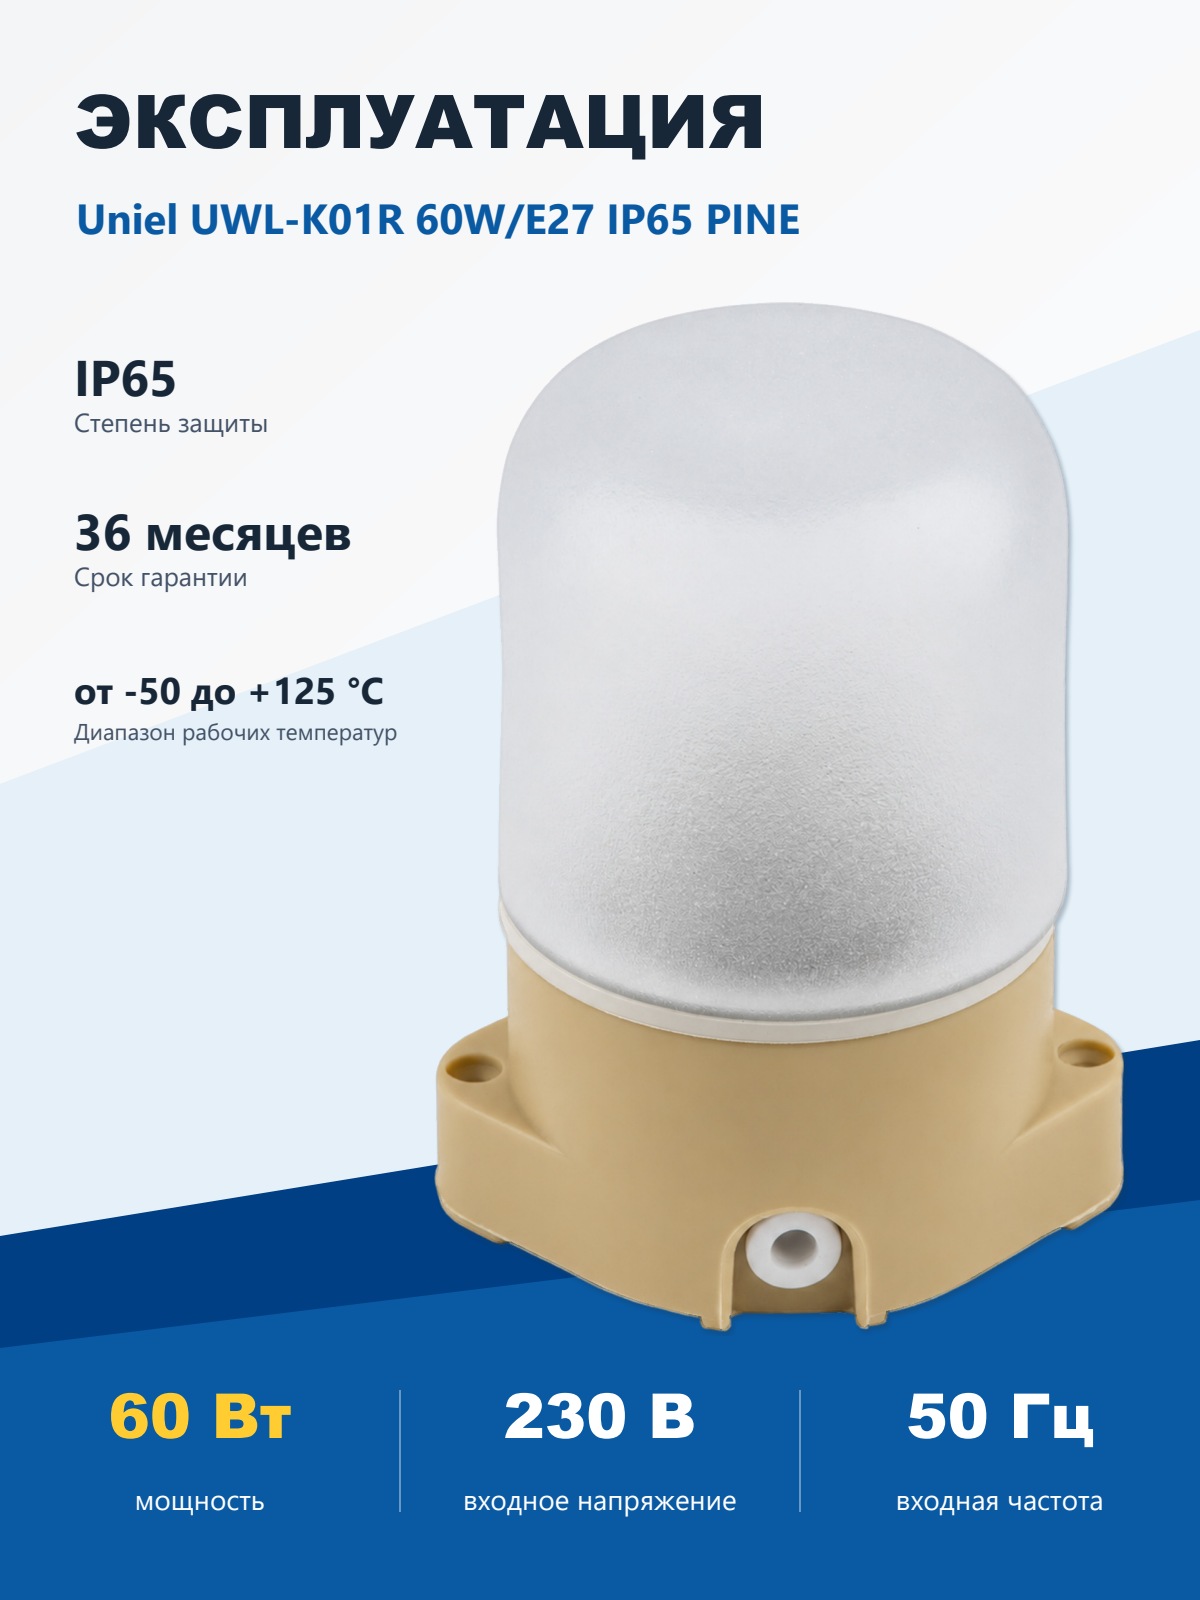 ЭКСПЛУАТАЦИЯ
Uniel UWL-K01R 60W/E27 IP65 PINE
IP65
Степень защиты
36 месяцев
Срок гарантии
от -50 до +125 °C
Диапазон рабочих температур
60 Вт
мощность
230 В
входное напряжение
50 Гц
входная частота